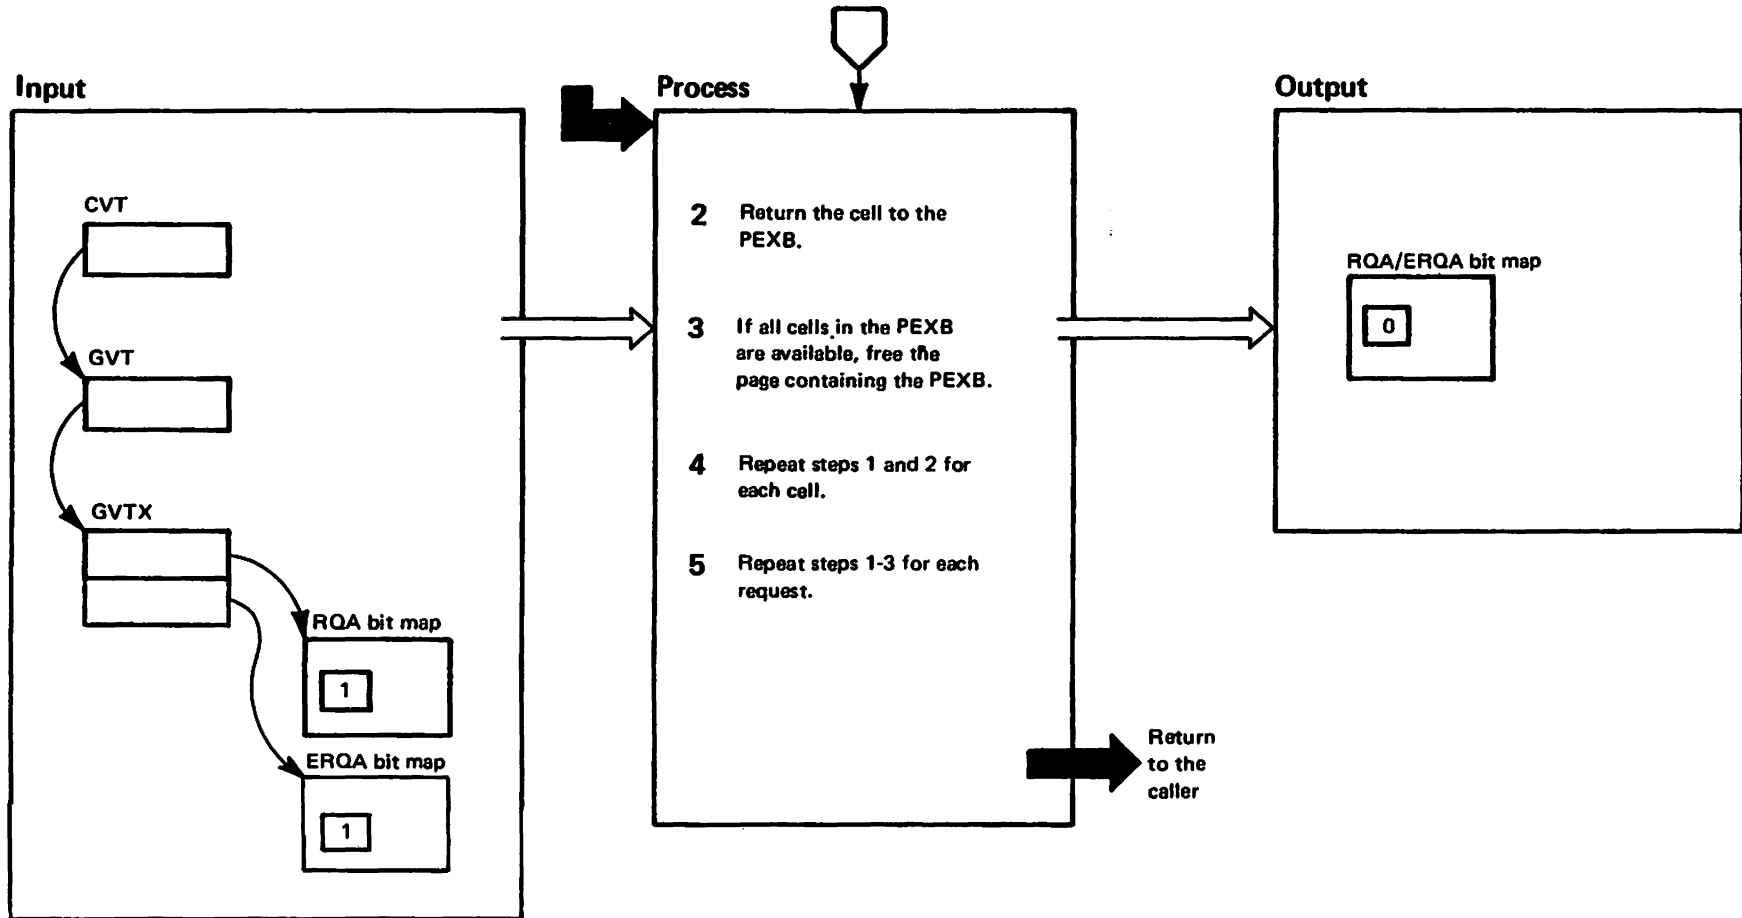 Input
CVT
GVT
GVTX
RQA bit map
1
ERQA bit map
1
Process
2 Return the cell to the
PEXB.
3 If all cells in the PEXB
are available, free the
page containing the PEXB.
4 Repeat steps 1 and 2 for
each cell.
5 Repeat steps 1-3 for each
request.
Return
to the
caller
Output
RQA/ERQA bit map
0